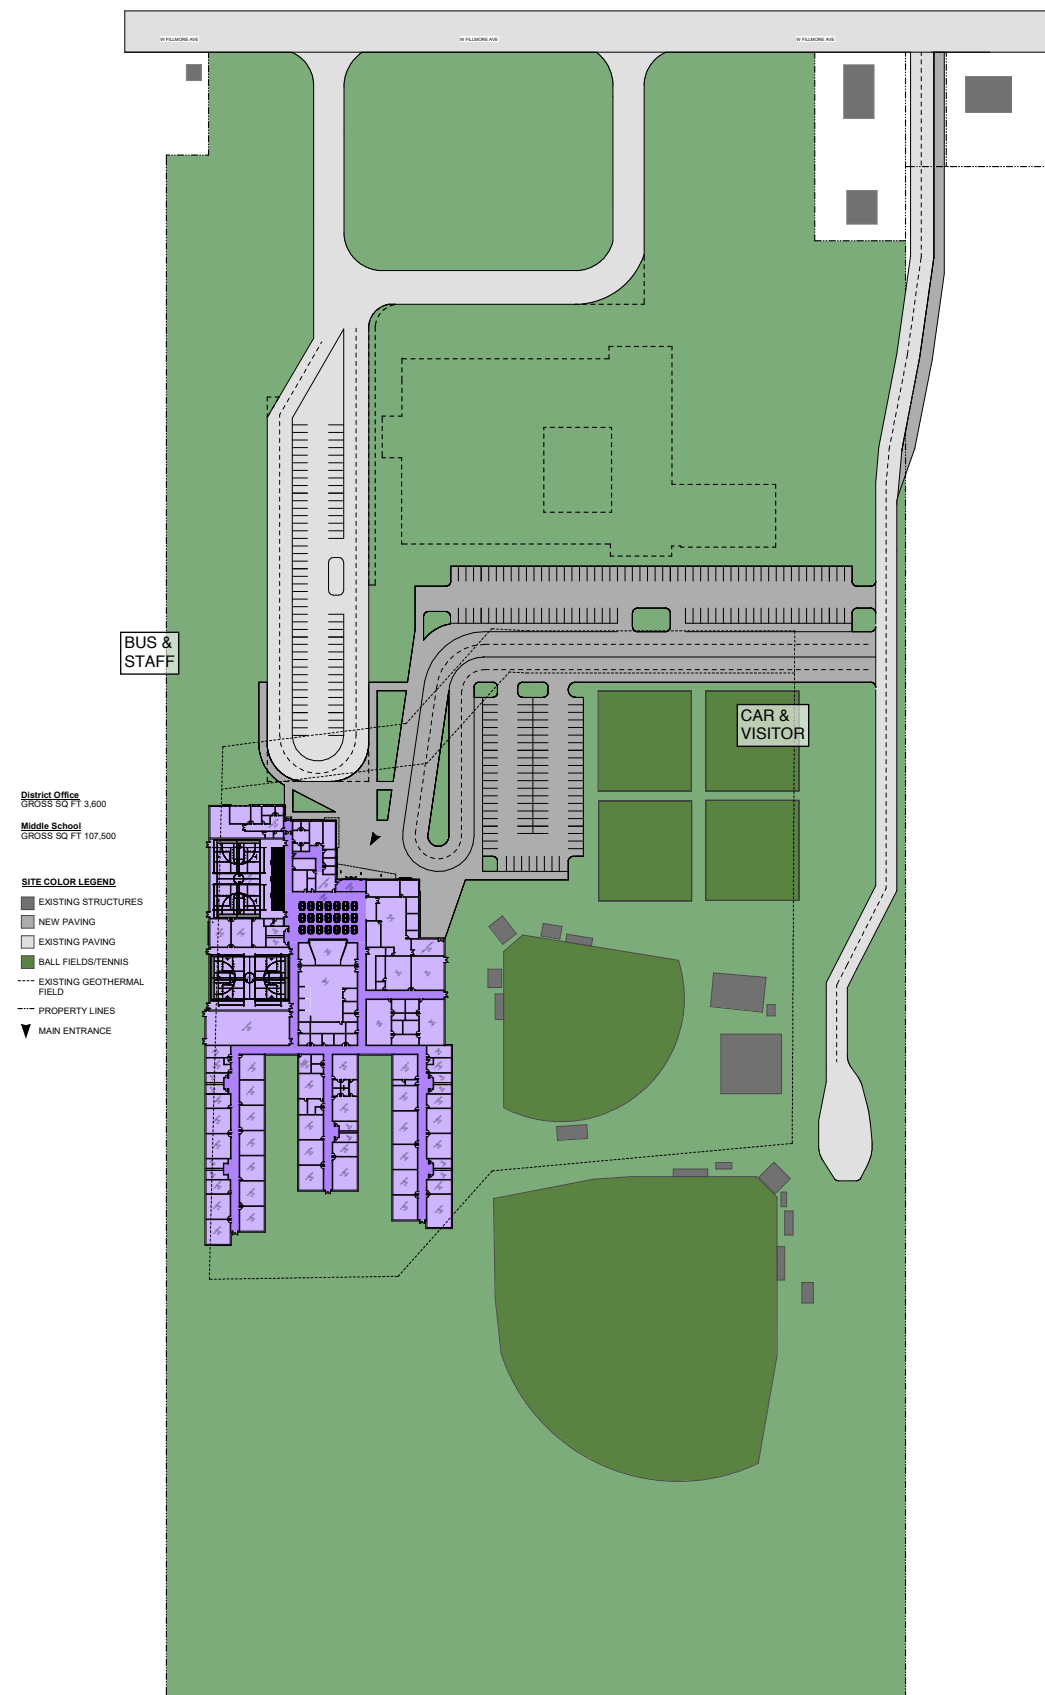 W FILLMORE AVE
W FILLMORE AVE
W FILLMORE AVE
BUS &
STAFF
CAR &
VISITOR
District Office
GROSS SQ FT 3,600
Middle School
GROSS SQ FT 107,500
SITE COLOR LEGEND
EXISTING STRUCTURES
NEW PAVING
EXISTING PAVING
BALL FIELDS/TENNIS
EXISTING GEOTHERMAL
FIELD
PROPERTY LINES
MAIN ENTRANCE